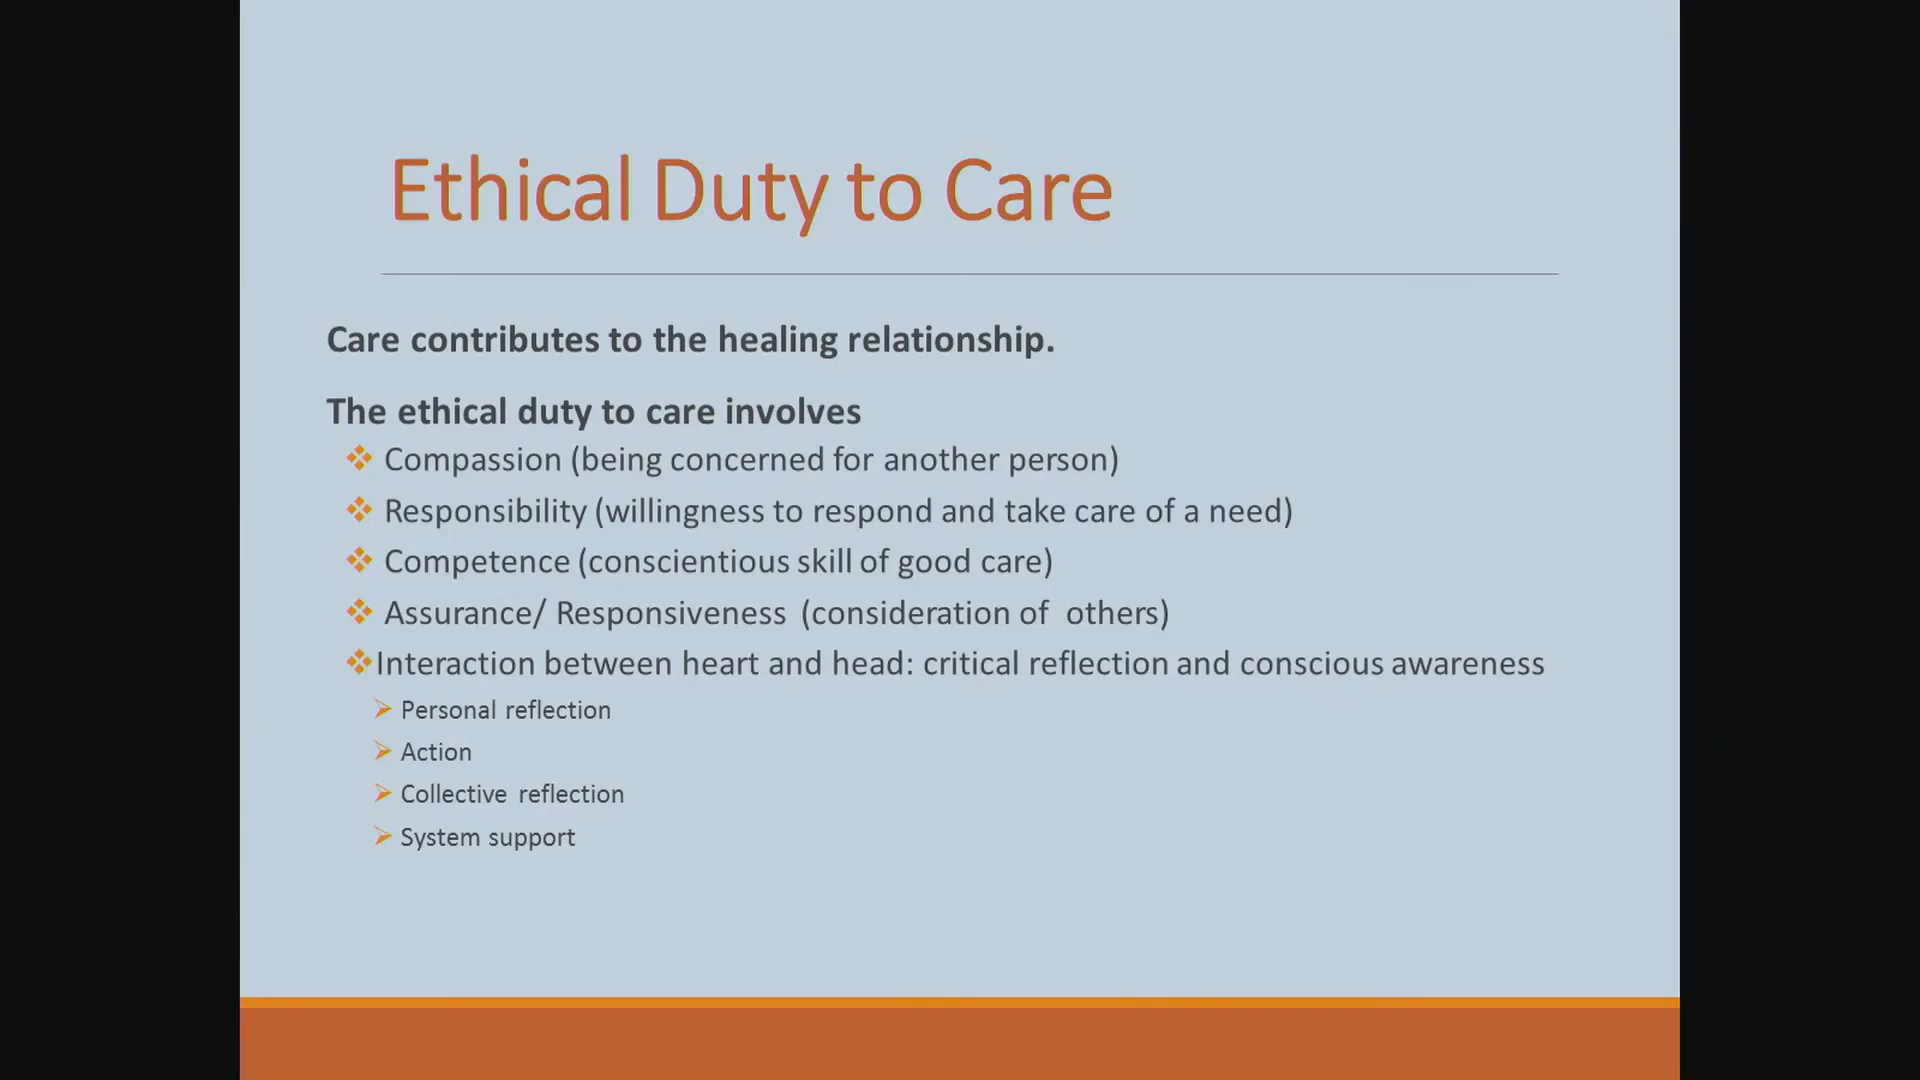 Ethical Duty to Care
Care contributes to the healing relationship.
The ethical duty to care involves
Compassion (being concerned for another person)
Responsibility (willingness to respond and take care of a need)
Competence (conscientious skill of good care)
Assurance/ Responsiveness (consideration of others)
Interaction between heart and head: critical reflection and conscious awareness
Personal reflection
Action
Collective reflection
System support